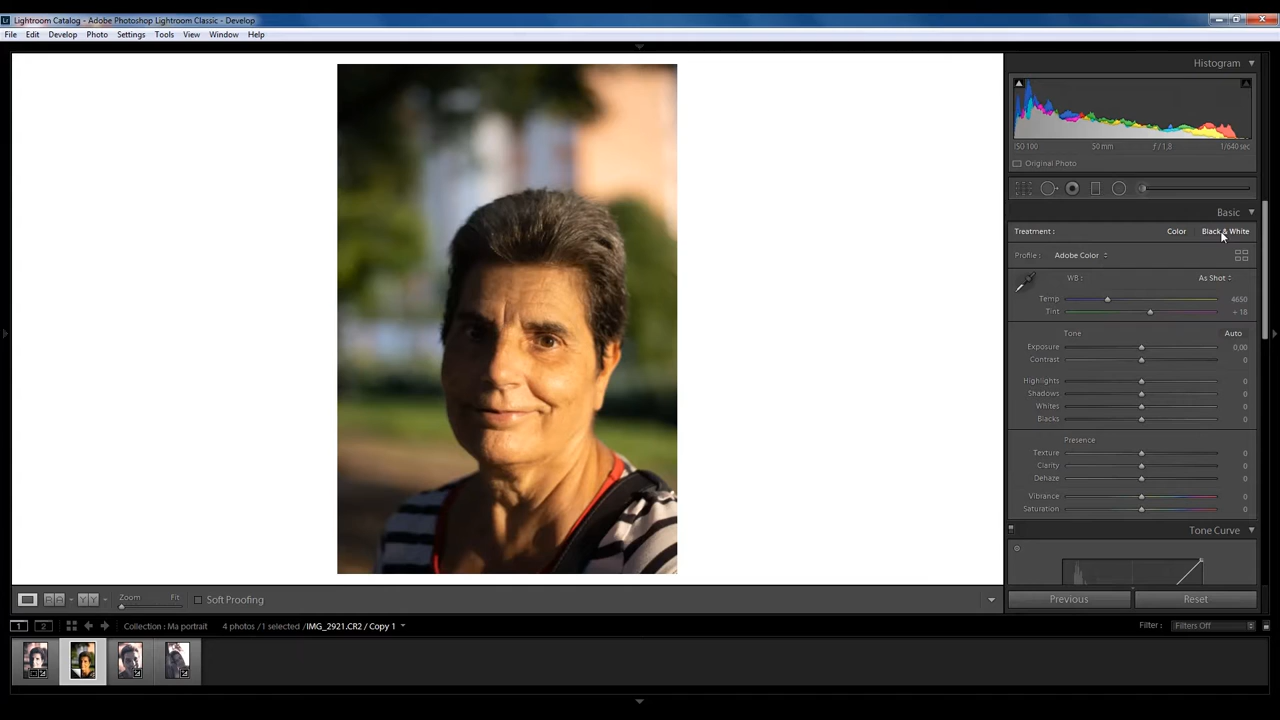 Lightroom Catalog - Adobe Photoshop Lightroom Classic - Develop
File Edit Develop Photo Settings Tools View Window Help
Histogram
ISO 100 50 mm ƒ / 1,8 1/640 sec
Original Photo
Basic
Treatment : Color Black & White
Profile : Adobe Color
WB : As Shot
Temp 4650
Tint + 18
Tone Auto
Exposure 0,00
Contrast 0
Highlights 0
Shadows 0
Whites 0
Blacks 0
Presence
Texture 0
Clarity 0
Dehaze 0
Vibrance 0
Saturation 0
Tone Curve
Zoom Fit Soft Proofing
Previous Reset
1 2 Collection : Ma portrait 4 photos / 1 selected / IMG_2921.CR2 / Copy 1 Filter : Filters Off